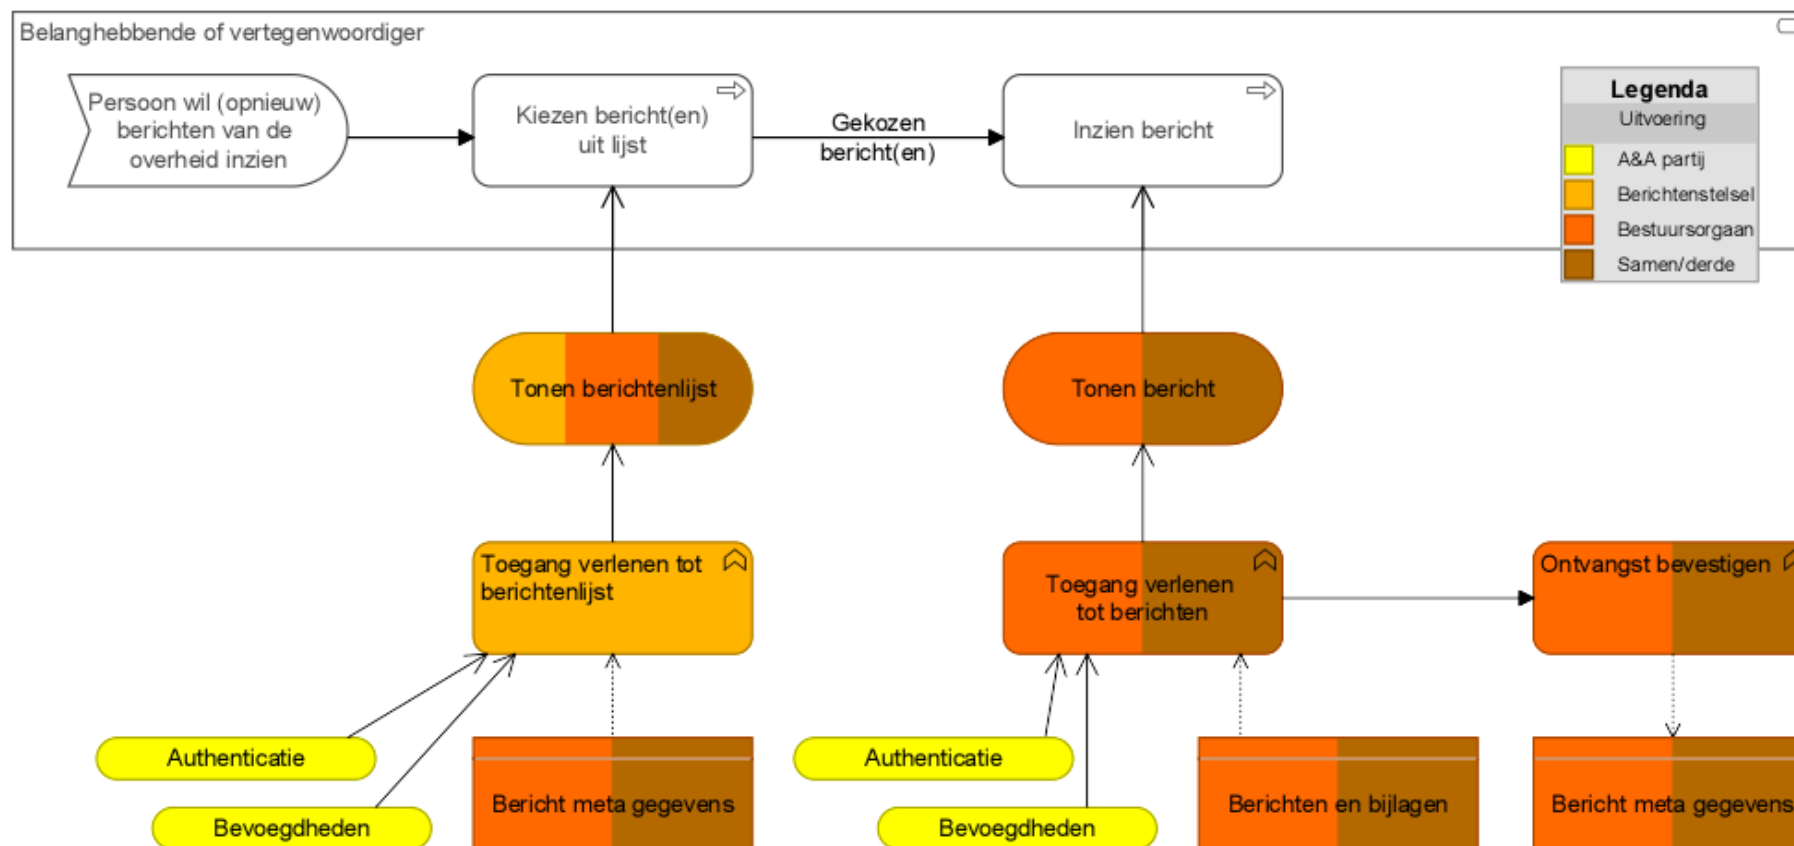 Belanghebbende of vertegenwoordiger
Persoon wil (opnieuw)
berichten van de
overheid inzien
Kiezen bericht(en)
uit lijst
Gekozen
bericht(en)
Inzien bericht
Legenda
Uitvoering
A&A partij
Berichtenstelsel
Bestuursorgaan
Samen/derde
Tonen berichtenlijst
Tonen bericht
Toegang verlenen tot
berichtenlijst
Toegang verlenen
tot berichten
Ontvangst bevestigen
Authenticatie
Bevoegdheden
Bericht meta gegevens
Authenticatie
Bevoegdheden
Berichten en bijlagen
Bericht meta gegevens